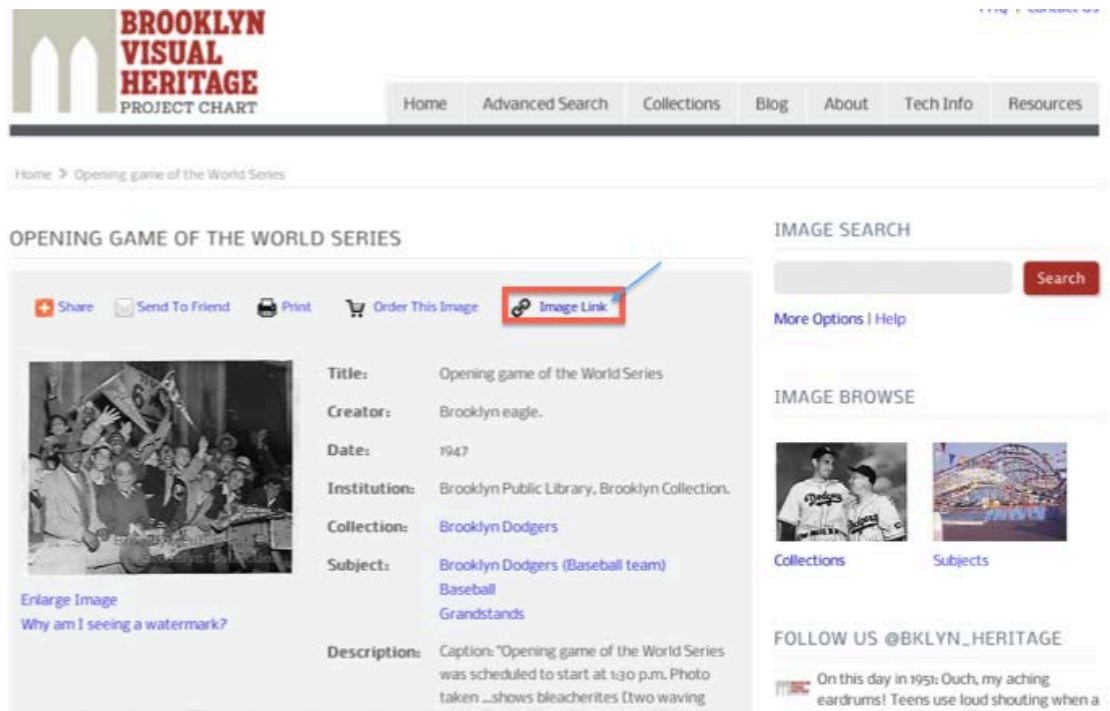 BROOKLYN
VISUAL
HERITAGE
PROJECT CHART
Contact Us
Home Advanced Search Collections Blog About Tech Info Resources
Home > Opening game of the World Series
OPENING GAME OF THE WORLD SERIES
Share Send To Friend Print Order This Image Image Link
Title: Opening game of the World Series
Creator: Brooklyn eagle.
Date: 1947
Institution: Brooklyn Public Library, Brooklyn Collection.
Collection: Brooklyn Dodgers
Subject: Brooklyn Dodgers (Baseball team)
Baseball
Grandstands
Description: Caption: "Opening game of the World Series
was scheduled to start at 1:30 p.m. Photo
taken ...shows bleacherites [two waving
Enlarge Image
Why am I seeing a watermark?
IMAGE SEARCH
Search
More Options | Help
IMAGE BROWSE
Dodgers
Collections Subjects
FOLLOW US @BKLYN_HERITAGE
On this day in 1951: Ouch, my aching
eardrums! Teens use loud shouting when a